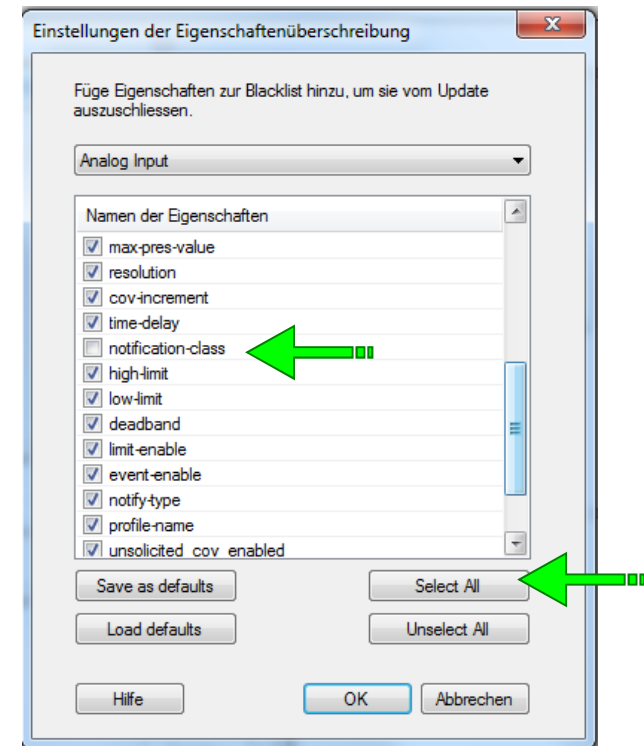 Einstellungen der Eigenschaftenüberschreibung
Füge Eigenschaften zur Blacklist hinzu, um sie vom Update
auszuschliessen.
Analog Input
Namen der Eigenschaften
max-pres-value
resolution
cov-increment
time-delay
notification-class
high-limit
low-limit
deadband
limit-enable
event-enable
notify-type
profile-name
unsolicited_cov_enabled
Save as defaults Select All
Load defaults Unselect All
Hilfe OK Abbrechen